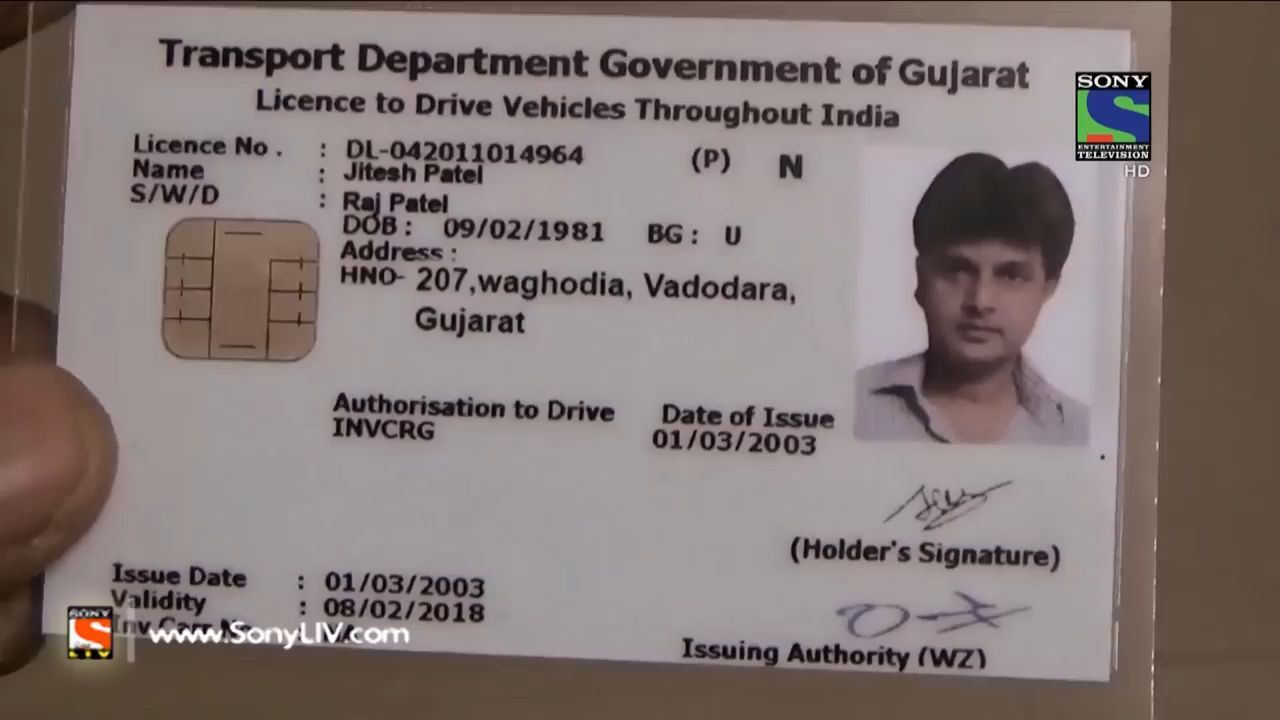 Transport Department Government of Gujarat
Licence to Drive Vehicles Throughout India
SONY
ENTERTAINMENT
TELEVISION
HD
Licence No . : DL-042011014964 (P) N
Name : Jitesh Patel
S/W/D : Raj Patel
DOB : 09/02/1981 BG : U
Address :
HNO- 207,waghodia, Vadodara,
Gujarat
Authorisation to Drive Date of Issue
INVCRG 01/03/2003
(Holder's Signature)
Issue Date : 01/03/2003
Validity : 08/02/2018
SONY
LIV
www.SonyLIV.com
Issuing Authority (WZ)